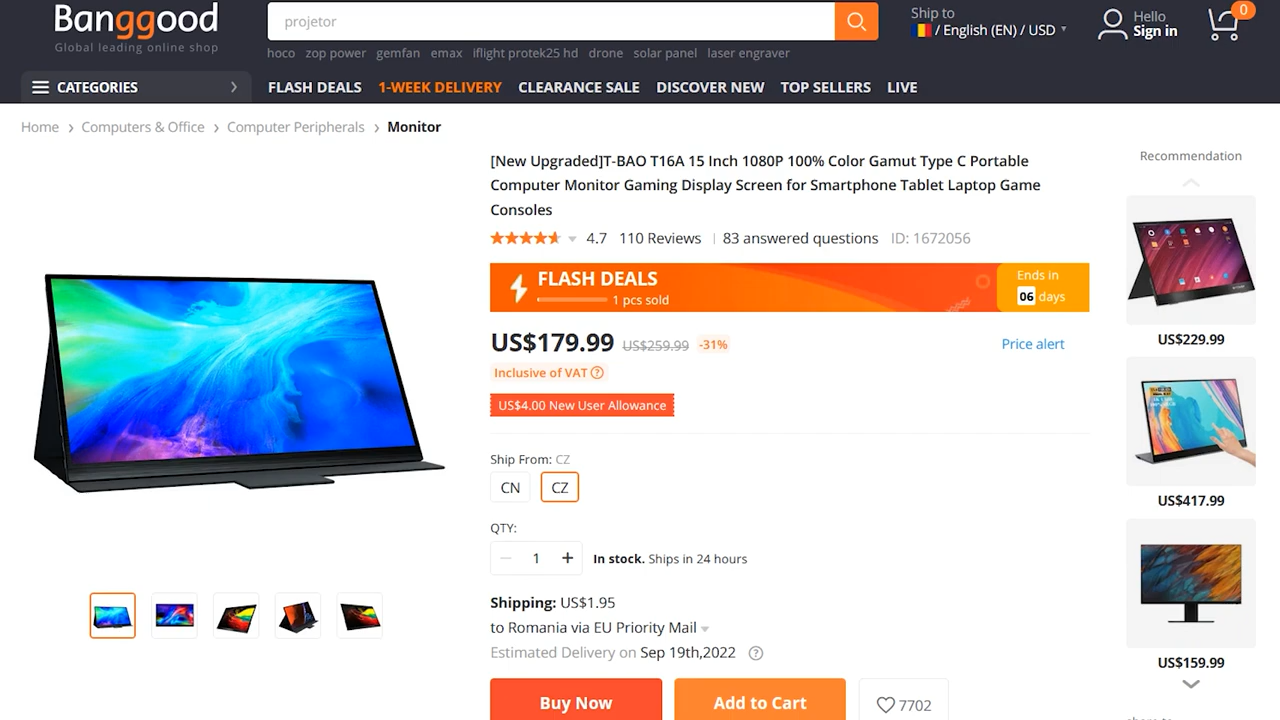 Banggood
Global leading online shop
projetor
hoco zop power gemfan emax iflight protek25 hd drone solar panel laser engraver
Ship to
/ English (EN) / USD
Hello
Sign in
0
CATEGORIES
FLASH DEALS 1-WEEK DELIVERY CLEARANCE SALE DISCOVER NEW TOP SELLERS LIVE
Home > Computers & Office > Computer Peripherals > Monitor
[New Upgraded]T-BAO T16A 15 Inch 1080P 100% Color Gamut Type C Portable
Computer Monitor Gaming Display Screen for Smartphone Tablet Laptop Game
Consoles
4.7 110 Reviews | 83 answered questions ID: 1672056
FLASH DEALS
1 pcs sold
Ends in
06 days
US$179.99 US$259.99 -31%
Price alert
Inclusive of VAT ?
US$4.00 New User Allowance
Ship From: CZ
CN CZ
QTY:
− 1 + In stock. Ships in 24 hours
Shipping: US$1.95
to Romania via EU Priority Mail
Estimated Delivery on Sep 19th,2022 ?
Buy Now Add to Cart 7702
Recommendation
US$229.99
US$417.99
US$159.99